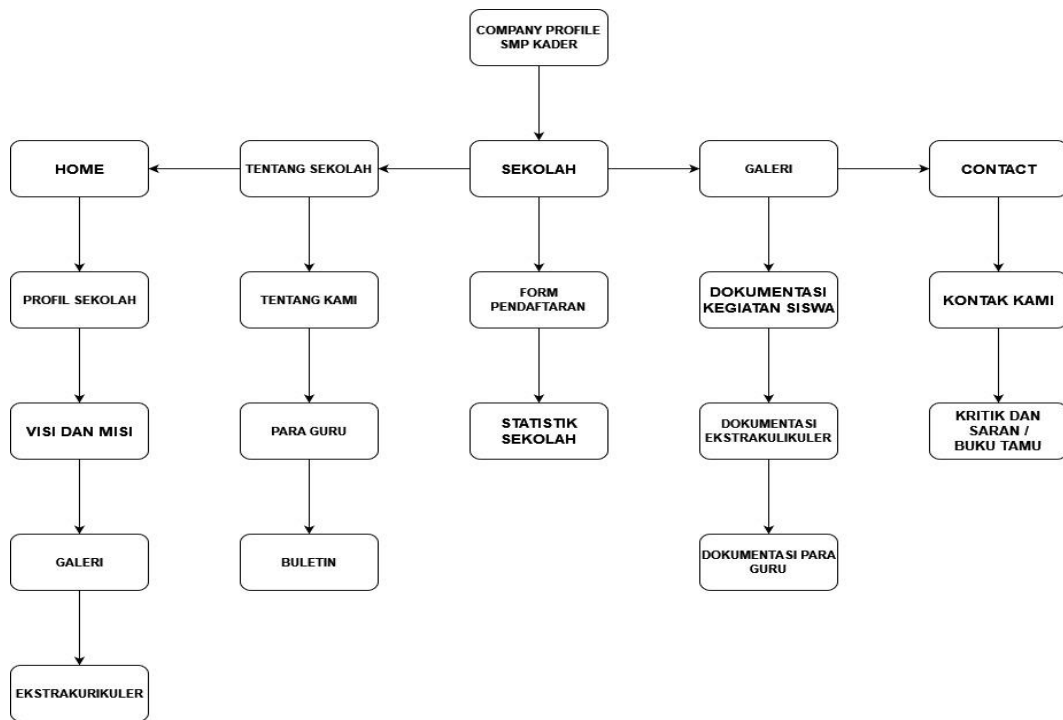 COMPANY PROFILE
SMP KADER
HOME
TENTANG SEKOLAH
SEKOLAH
GALERI
CONTACT
PROFIL SEKOLAH
TENTANG KAMI
FORM
PENDAFTARAN
DOKUMENTASI
KEGIATAN SISWA
KONTAK KAMI
VISI DAN MISI
PARA GURU
STATISTIK
SEKOLAH
DOKUMENTASI
EKSTRAKULIKULER
KRITIK DAN
SARAN /
BUKU TAMU
GALERI
BULETIN
DOKUMENTASI PARA
GURU
EKSTRAKURIKULER